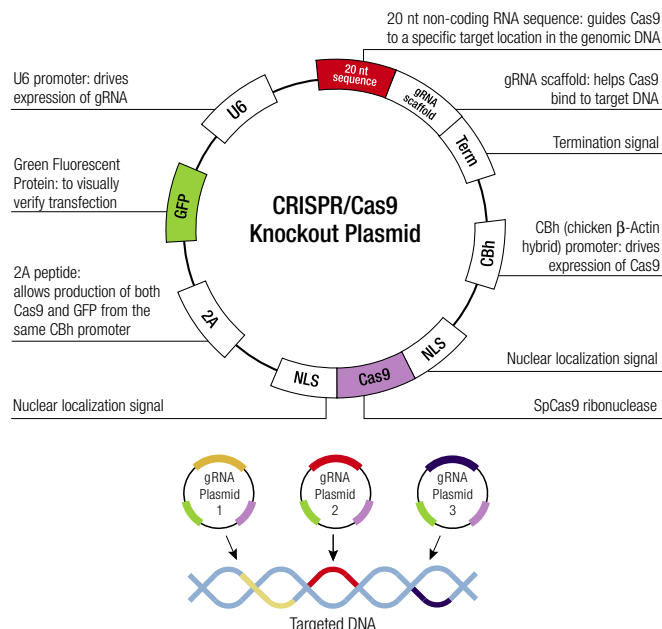 20 nt non-coding RNA sequence: guides Cas9
to a specific target location in the genomic DNA
U6 promoter: drives
expression of gRNA
20 nt
sequence
gRNA
scaffold
gRNA scaffold: helps Cas9
bind to target DNA
U6
Term
Termination signal
Green Fluorescent
Protein: to visually
verify transfection
GFP
CRISPR/Cas9
Knockout Plasmid
CBh
CBh (chicken β-Actin
hybrid) promoter: drives
expression of Cas9
2A peptide:
allows production of both
Cas9 and GFP from the
same CBh promoter
2A
NLS
Cas9
NLS
Nuclear localization signal
Nuclear localization signal
SpCas9 ribonuclease
gRNA
Plasmid
1
gRNA
Plasmid
2
gRNA
Plasmid
3
Targeted DNA